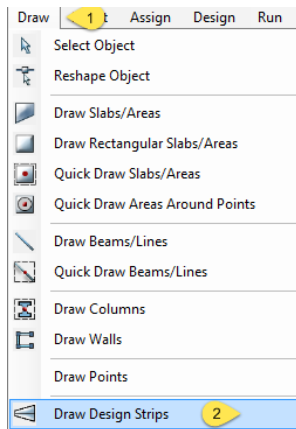 Draw 1 t Assign Design Run
Select Object
Reshape Object
Draw Slabs/Areas
Draw Rectangular Slabs/Areas
Quick Draw Slabs/Areas
Quick Draw Areas Around Points
Draw Beams/Lines
Quick Draw Beams/Lines
Draw Columns
Draw Walls
Draw Points
Draw Design Strips 2